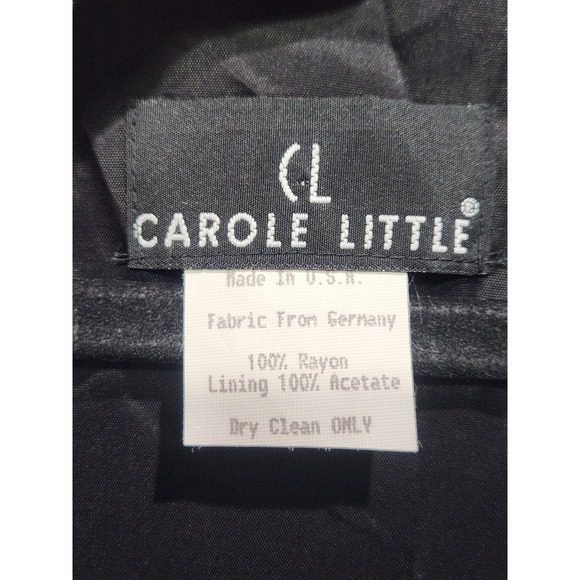 CL
CAROLE LITTLE®
Made In U.S.A.
Fabric From Germany
100% Rayon
Lining 100% Acetate
Dry Clean ONLY